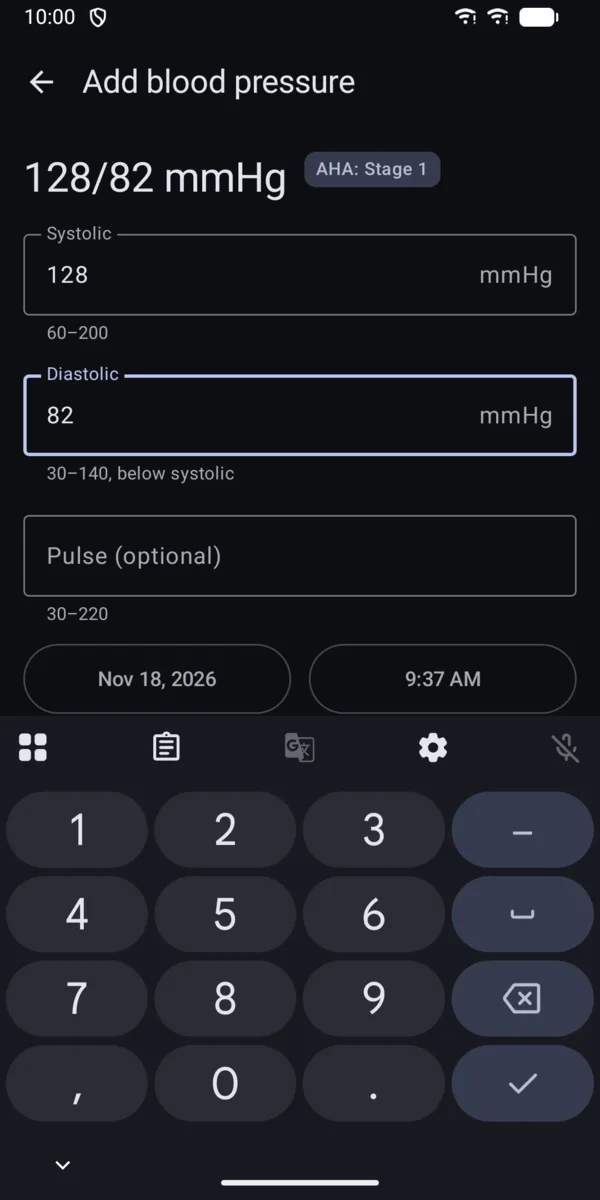 10:00
Add blood pressure
128/82 mmHg AHA: Stage 1
Systolic
128 mmHg
60–200
Diastolic
82 mmHg
30–140, below systolic
Pulse (optional)
30–220
Nov 18, 2026 9:37 AM
1 2 3 –
4 5 6
7 8 9
, 0 .